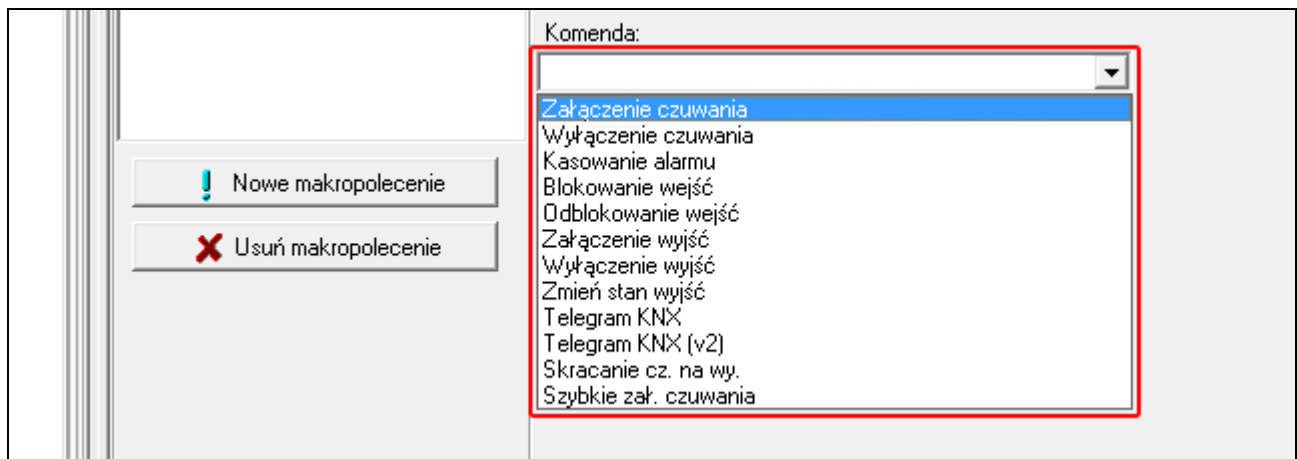 Komenda:
Załączenie czuwania
Wyłączenie czuwania
Kasowanie alarmu
Blokowanie wejść
Odblokowanie wejść
Załączenie wyjść
Wyłączenie wyjść
Zmień stan wyjść
Telegram KNX
Telegram KNX (v2)
Skracanie cz. na wy.
Szybkie zał. czuwania
Nowe makropolecenie
Usuń makropolecenie